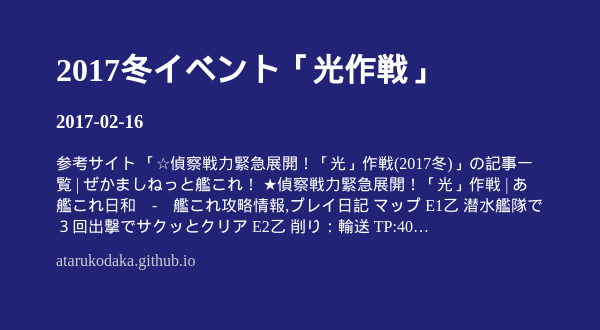 2017冬イベント「光作戦」
2017-02-16
参考サイト 「☆偵察戦力緊急展開！「光」作戦(2017冬)」の記事一
覧 | ぜかましねっと艦これ！ ★偵察戦力緊急展開！「光」作戦 | あ
艦これ日和　-　艦これ攻略情報,プレイ日記 マップ E1乙 潜水艦隊で
３回出撃でサクッとクリア E2乙 削り：輸送 TP:40…
atarukodaka.github.io